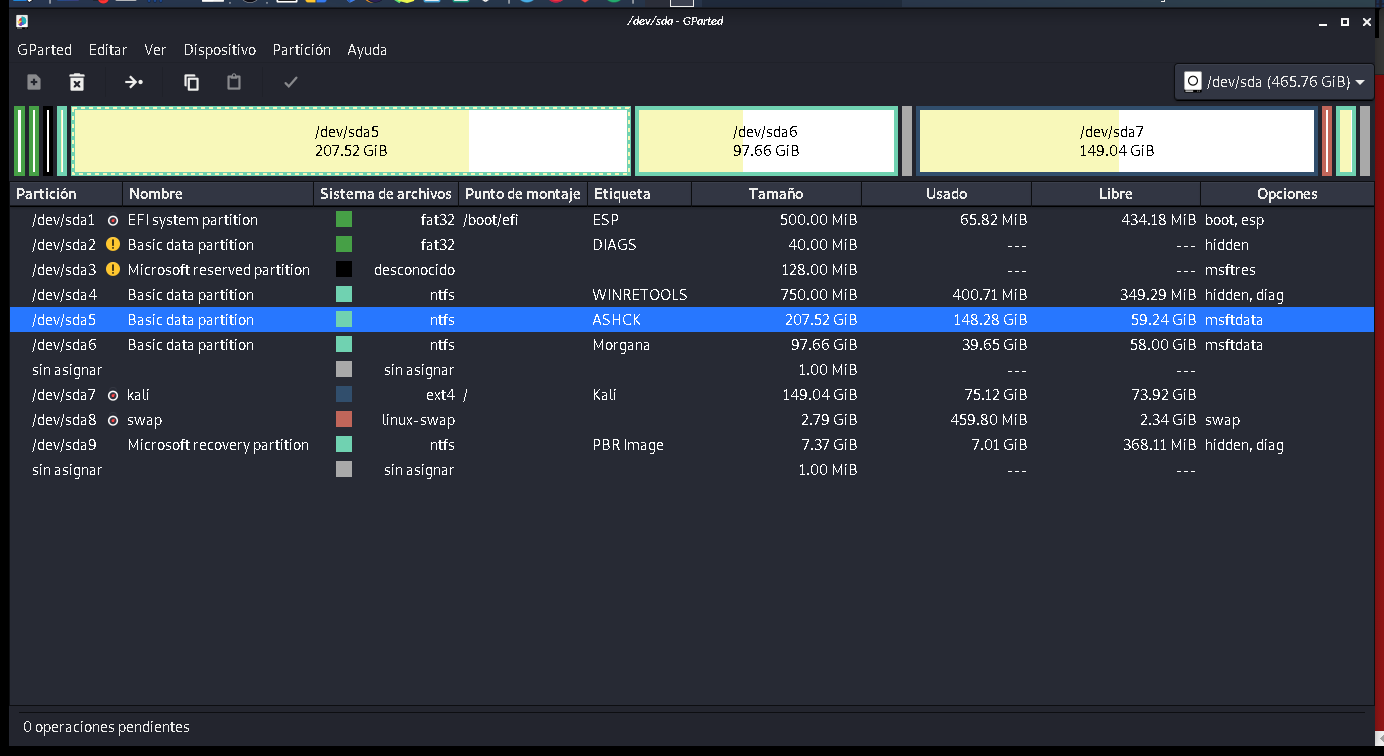 /dev/sda - GParted
GParted Editar Ver Dispositivo Partición Ayuda
/dev/sda (465.76 GiB)
/dev/sda5 /dev/sda6 /dev/sda7
207.52 GiB 97.66 GiB 149.04 GiB
Partición Nombre Sistema de archivos Punto de montaje Etiqueta Tamaño Usado Libre Opciones
/dev/sda1 EFI system partition fat32 /boot/efi ESP 500.00 MiB 65.82 MiB 434.18 MiB boot, esp
/dev/sda2 Basic data partition fat32 DIAGS 40.00 MiB --- --- hidden
/dev/sda3 Microsoft reserved partition desconocido 128.00 MiB --- --- msftres
/dev/sda4 Basic data partition ntfs WINRETOOLS 750.00 MiB 400.71 MiB 349.29 MiB hidden, diag
/dev/sda5 Basic data partition ntfs ASHCK 207.52 GiB 148.28 GiB 59.24 GiB msftdata
/dev/sda6 Basic data partition ntfs Morgana 97.66 GiB 39.65 GiB 58.00 GiB msftdata
sin asignar sin asignar 1.00 MiB --- ---
/dev/sda7 kali ext4 / Kali 149.04 GiB 75.12 GiB 73.92 GiB
/dev/sda8 swap linux-swap 2.79 GiB 459.80 MiB 2.34 GiB swap
/dev/sda9 Microsoft recovery partition ntfs PBR Image 7.37 GiB 7.01 GiB 368.11 MiB hidden, diag
sin asignar sin asignar 1.00 MiB --- ---
0 operaciones pendientes